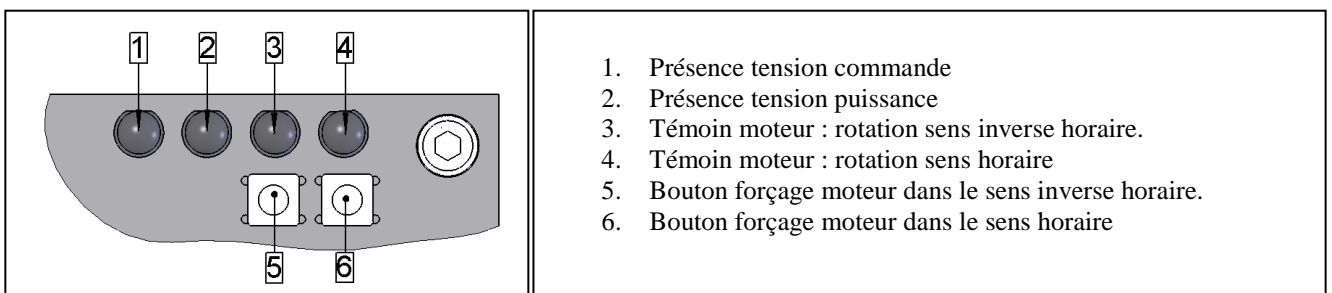 1 2 3 4
5 6
1. Présence tension commande
2. Présence tension puissance
3. Témoin moteur : rotation sens inverse horaire.
4. Témoin moteur : rotation sens horaire
5. Bouton forçage moteur dans le sens inverse horaire.
6. Bouton forçage moteur dans le sens horaire